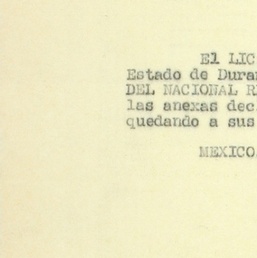 El LIC
Estado de Duran
DEL NACIONAL R
las anexas dec
quedando a sus
MEXICO